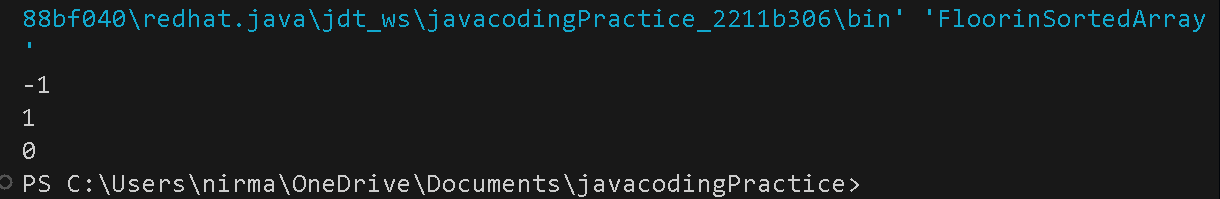 88bf040\redhat.java\jdt_ws\javacodingPractice_2211b306\bin' 'FloorinSortedArray
'
-1
1
0
PS C:\Users\nirma\OneDrive\Documents\javacodingPractice>